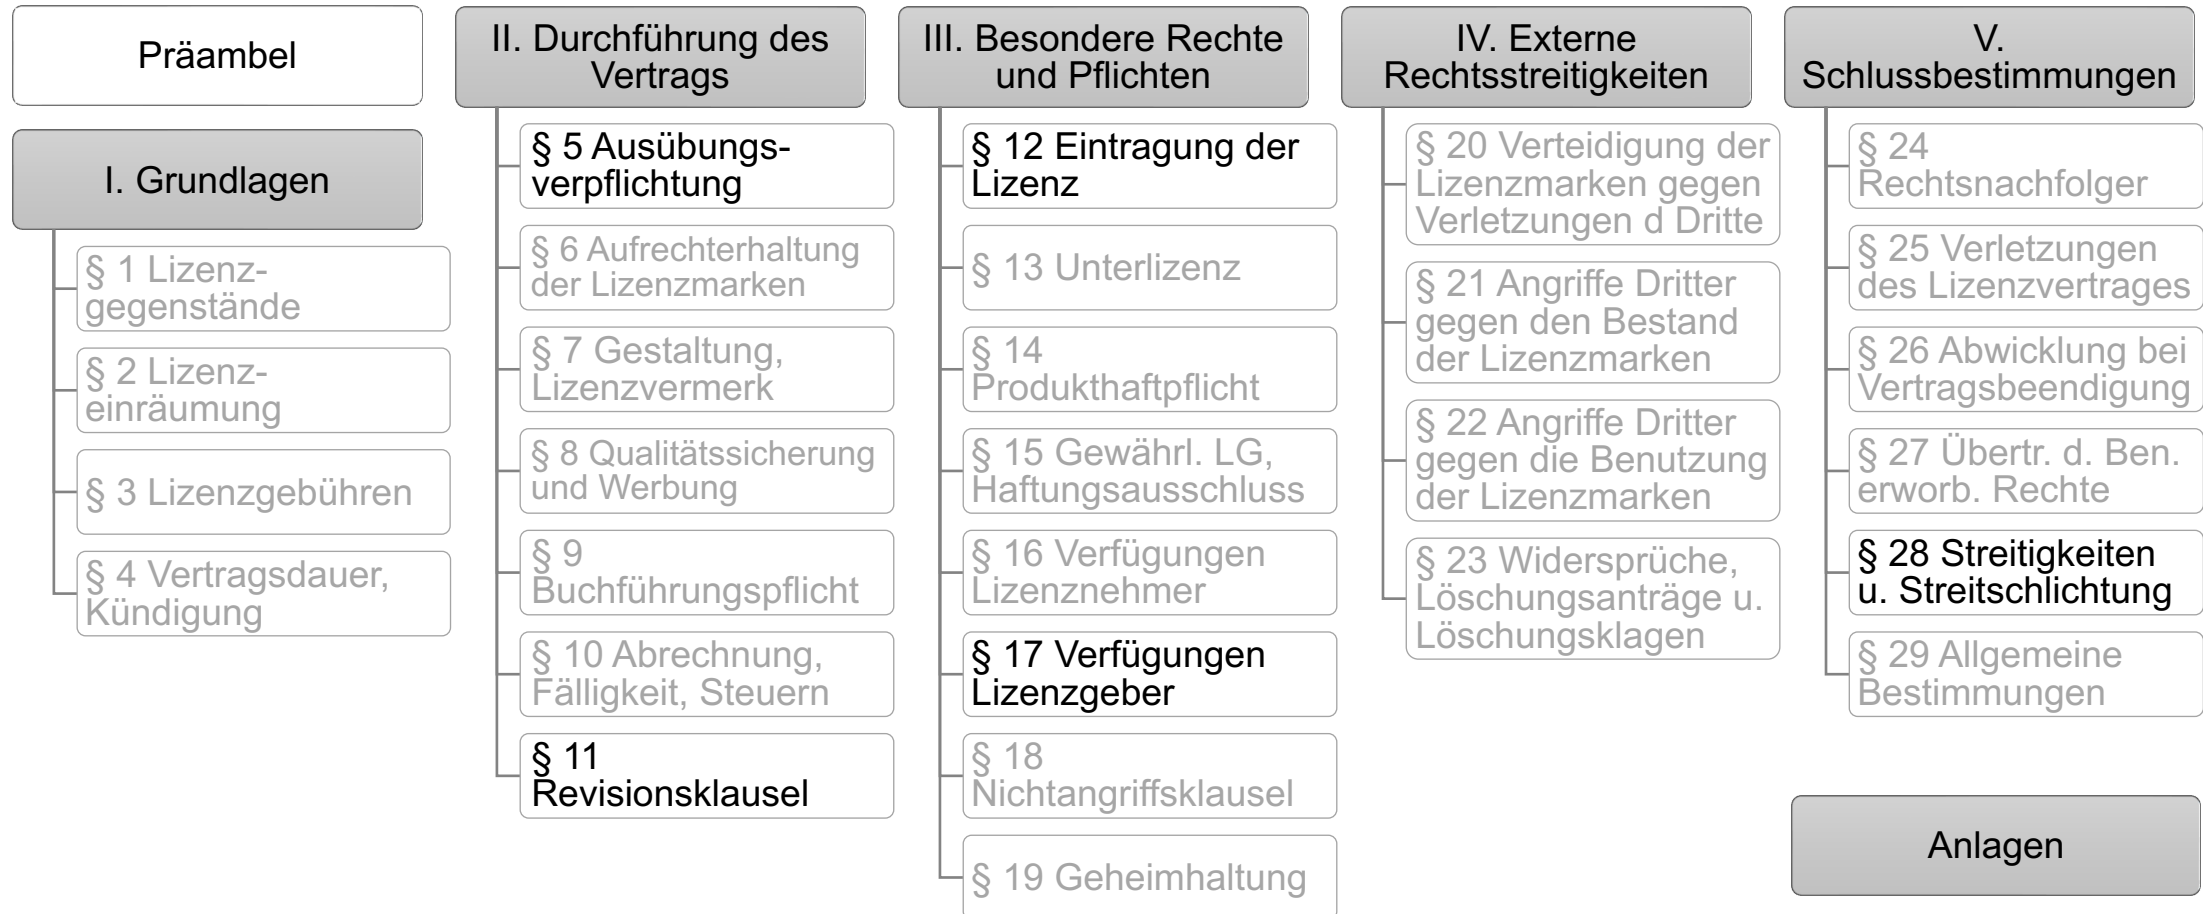 Präambel
I. Grundlagen
§ 1 Lizenz-
gegenstände
§ 2 Lizenz-
einräumung
§ 3 Lizenzgebühren
§ 4 Vertragsdauer,
Kündigung
II. Durchführung des
Vertrags
§ 5 Ausübungs-
verpflichtung
§ 6 Aufrechterhaltung
der Lizenzmarken
§ 7 Gestaltung,
Lizenzvermerk
§ 8 Qualitätssicherung
und Werbung
§ 9
Buchführungspflicht
§ 10 Abrechnung,
Fälligkeit, Steuern
§ 11
Revisionsklausel
III. Besondere Rechte
und Pflichten
§ 12 Eintragung der
Lizenz
§ 13 Unterlizenz
§ 14
Produkthaftpflicht
§ 15 Gewährl. LG,
Haftungsausschluss
§ 16 Verfügungen
Lizenznehmer
§ 17 Verfügungen
Lizenzgeber
§ 18
Nichtangriffsklausel
§ 19 Geheimhaltung
IV. Externe
Rechtsstreitigkeiten
§ 20 Verteidigung der
Lizenzmarken gegen
Verletzungen d Dritte
§ 21 Angriffe Dritter
gegen den Bestand
der Lizenzmarken
§ 22 Angriffe Dritter
gegen die Benutzung
der Lizenzmarken
§ 23 Widersprüche,
Löschungsanträge u.
Löschungsklagen
V.
Schlussbestimmungen
§ 24
Rechtsnachfolger
§ 25 Verletzungen
des Lizenzvertrages
§ 26 Abwicklung bei
Vertragsbeendigung
§ 27 Übertr. d. Ben.
erworb. Rechte
§ 28 Streitigkeiten
u. Streitschlichtung
§ 29 Allgemeine
Bestimmungen
Anlagen